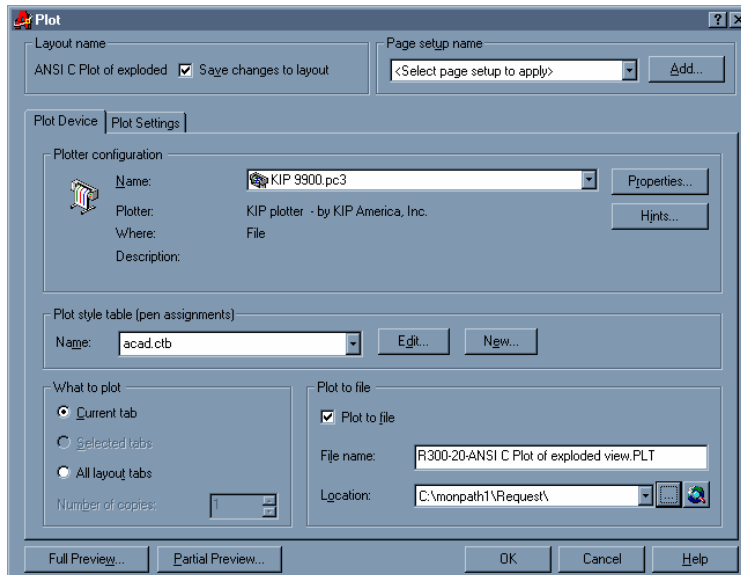 Plot
Layout name
ANSI C Plot of exploded Save changes to layout
Page setup name
<Select page setup to apply>
Add...
Plot Device
Plot Settings
Plotter configuration
Name:
KIP 9900.pc3
Properties...
Plotter:
KIP plotter - by KIP America, Inc.
Hints...
Where:
File
Description:
Plot style table (pen assignments)
Name:
acad.ctb
Edit...
New...
What to plot
Current tab
Selected tabs
All layout tabs
Number of copies:
1
Plot to file
Plot to file
File name:
R300-20-ANSI C Plot of exploded view.PLT
Location:
C:\monpath1\Request\
...
Full Preview...
Partial Preview...
OK
Cancel
Help